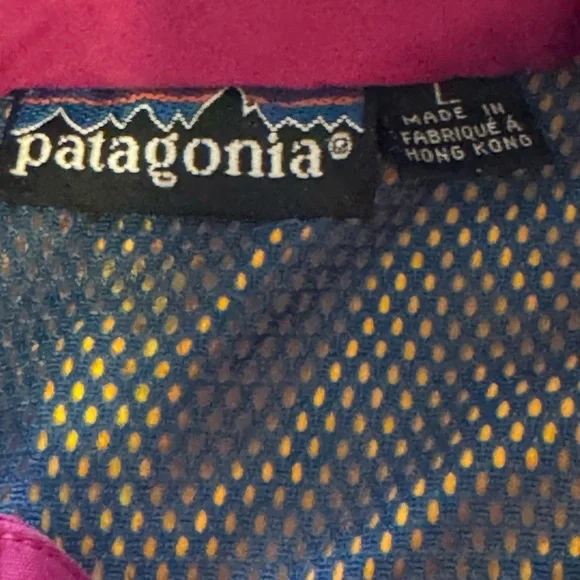 patagonia®
L
MADE IN
FABRIQUÉ À
HONG KONG